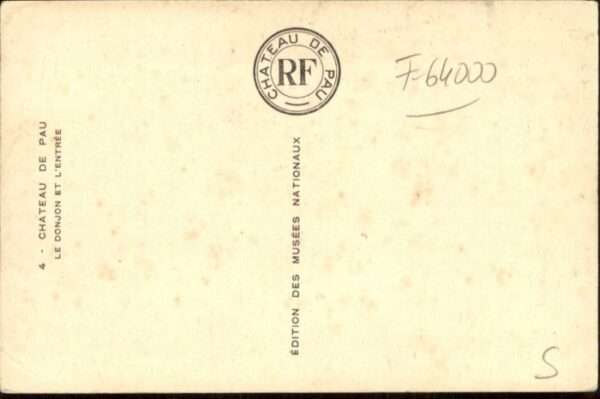 4 - CHATEAU DE PAU
LE DONJON ET L'ENTRÉE
CHATEAU DE PAU
RF
ÉDITION DES MUSÉES NATIONAUX
F-64000
S